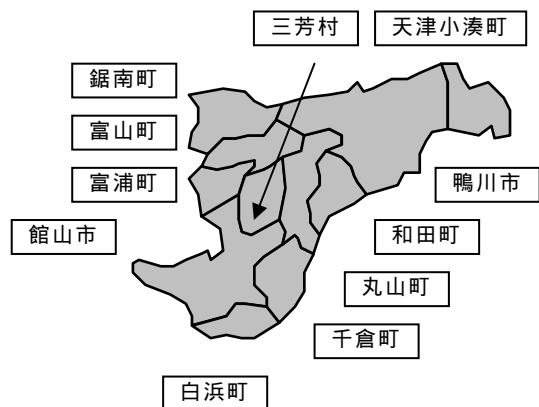 三芳村
天津小湊町
鋸南町
富山町
富浦町
鴨川市
館山市
和田町
丸山町
千倉町
白浜町